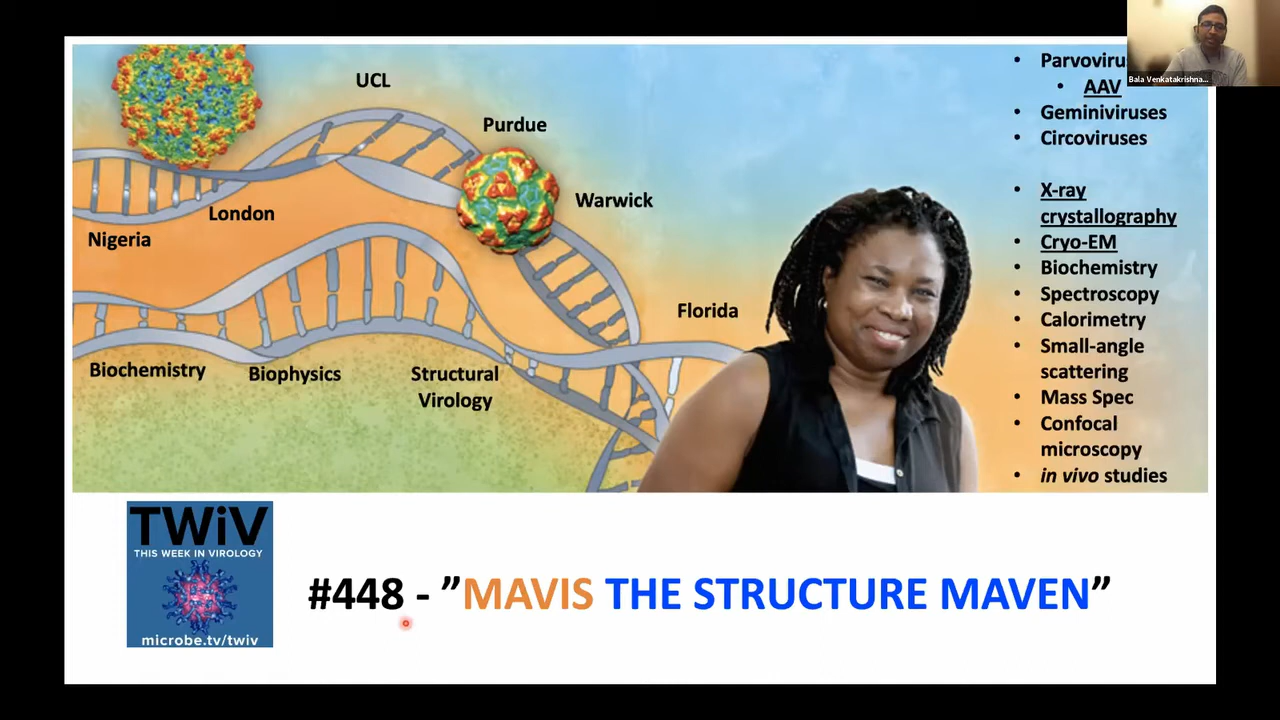 UCL
Purdue
Warwick
London
Nigeria
Florida
Biochemistry
Biophysics
Structural
Virology
• AAV
• Geminiviruses
• Circoviruses
• X-ray
crystallography
• Cryo-EM
• Biochemistry
• Spectroscopy
• Calorimetry
• Small-angle
scattering
• Mass Spec
• Confocal
microscopy
• in vivo studies
Bala Venkatakrishna...
TWiV
THIS WEEK IN VIROLOGY
microbe.tv/twiv
#448 - ”MAVIS THE STRUCTURE MAVEN”